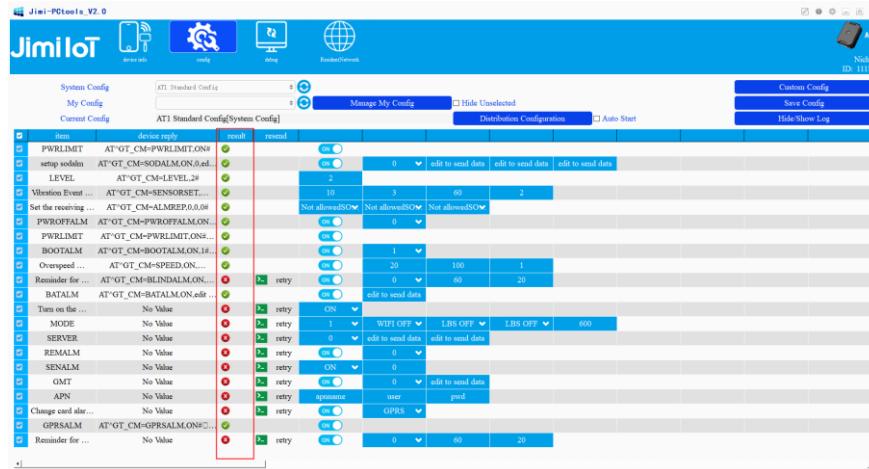 Jimi-PCtools_V2.0
Jimi IoT
device info config debug ResidentNetwork
ID: 111
System Config AT1 Standard Config Custom Config
My Config Manage My Config Hide Unselected Save Config
Current Config AT1 Standard Config[System Config] Distribution Configuration Auto Start Hide/Show Log
item device reply result resend
PWRLIMIT AT^GT_CM=PWRLIMIT,ON# ON
setup sodalm AT^GT_CM=SODALM,ON,0,ed... ON 0 edit to send data edit to send data edit to send data
LEVEL AT^GT_CM=LEVEL,2# 2
Vibration Event ... AT^GT_CM=SENSORSET,... 10 3 60 2
Set the receiving ... AT^GT_CM=ALMREP,0,0,0# Not allowedSO Not allowedSO Not allowedSO
PWROFFALM AT^GT_CM=PWROFFALM,ON... ON 0
PWRLIMIT AT^GT_CM=PWRLIMIT,ON#... ON
BOOTALM AT^GT_CM=BOOTALM,ON,1#... ON 1
Overspeed ... AT^GT_CM=SPEED,ON,... ON 20 100 1
Reminder for ... AT^GT_CM=BLINDALM,ON,... retry ON 0 60 20
BATALM AT^GT_CM=BATALM,ON,edit ... ON edit to send data
Turn on the ... No Value retry ON
MODE No Value retry 1 WIFI OFF LBS OFF LBS OFF 600
SERVER No Value retry 0 edit to send data edit to send data
REMALM No Value retry ON 0
SENALM No Value retry ON 0
GMT No Value retry ON 0 edit to send data
APN No Value retry apnname user pwd
Change card alar... No Value retry ON GPRS
GPRSALM AT^GT_CM=GPRSALM,ON#... ON
Reminder for ... No Value retry ON 0 60 20